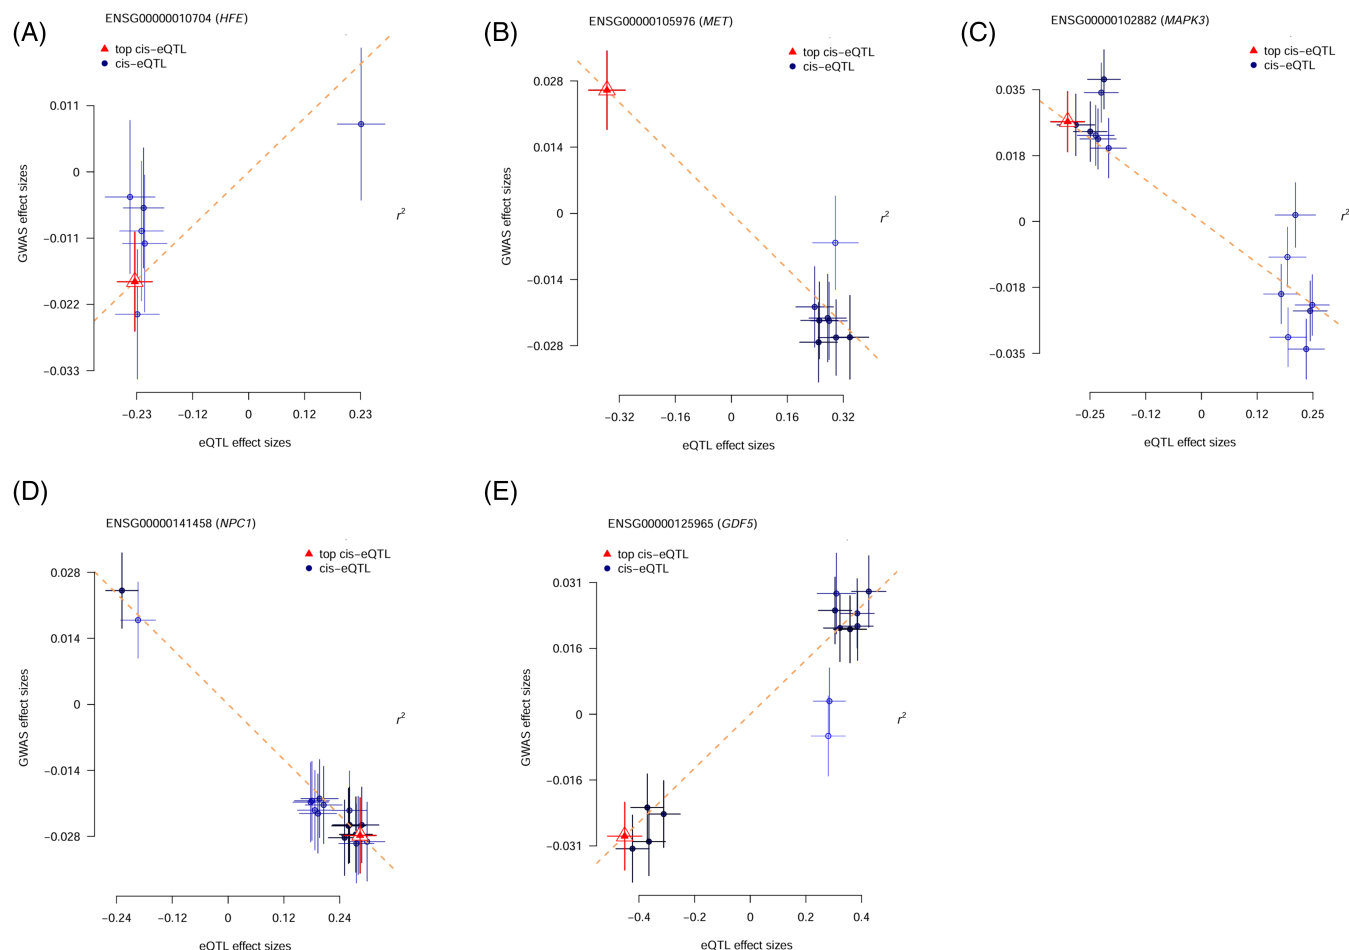 (A)
ENSG00000010704 (HFE)
top cis−eQTL
cis−eQTL
GWAS effect sizes
0.011
0
−0.011
−0.022
−0.033
r2
−0.23
−0.12
0
0.12
0.23
eQTL effect sizes
(B)
ENSG00000105976 (MET)
top cis−eQTL
cis−eQTL
GWAS effect sizes
0.028
0.014
0
−0.014
−0.028
r2
−0.32
−0.16
0
0.16
0.32
eQTL effect sizes
(C)
ENSG00000102882 (MAPK3)
top cis−eQTL
cis−eQTL
GWAS effect sizes
0.035
0.018
0
−0.018
−0.035
r2
−0.25
−0.12
0
0.12
0.25
eQTL effect sizes
(D)
ENSG00000141458 (NPC1)
top cis−eQTL
cis−eQTL
GWAS effect sizes
0.028
0.014
0
−0.014
−0.028
r2
−0.24
−0.12
0
0.12
0.24
eQTL effect sizes
(E)
ENSG00000125965 (GDF5)
top cis−eQTL
cis−eQTL
GWAS effect sizes
0.031
0.016
0
−0.016
−0.031
r2
−0.4
−0.2
0
0.2
0.4
eQTL effect sizes